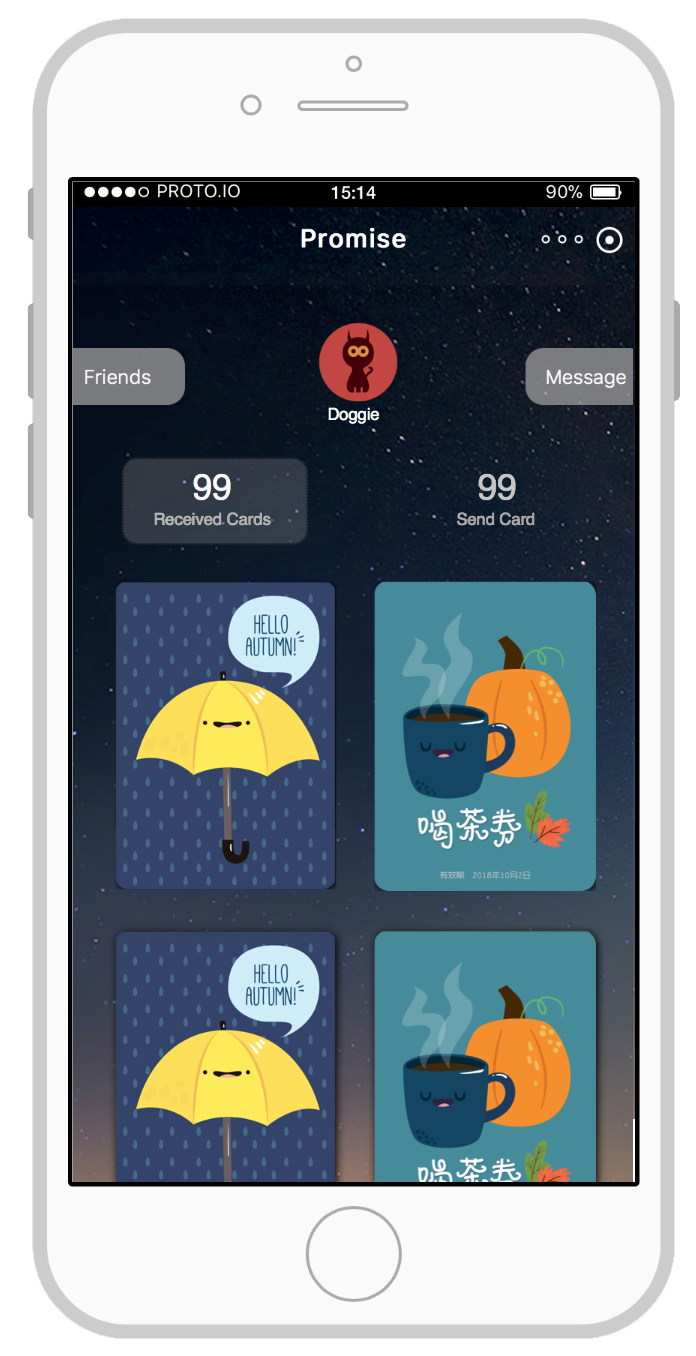 PROTO.IO 15:14 90%
Promise
Friends
Message
Doggie
99
Received Cards
99
Send Card
HELLO
AUTUMN!
喝茶券
有效期 2018年10月2日
HELLO
AUTUMN!
喝茶券